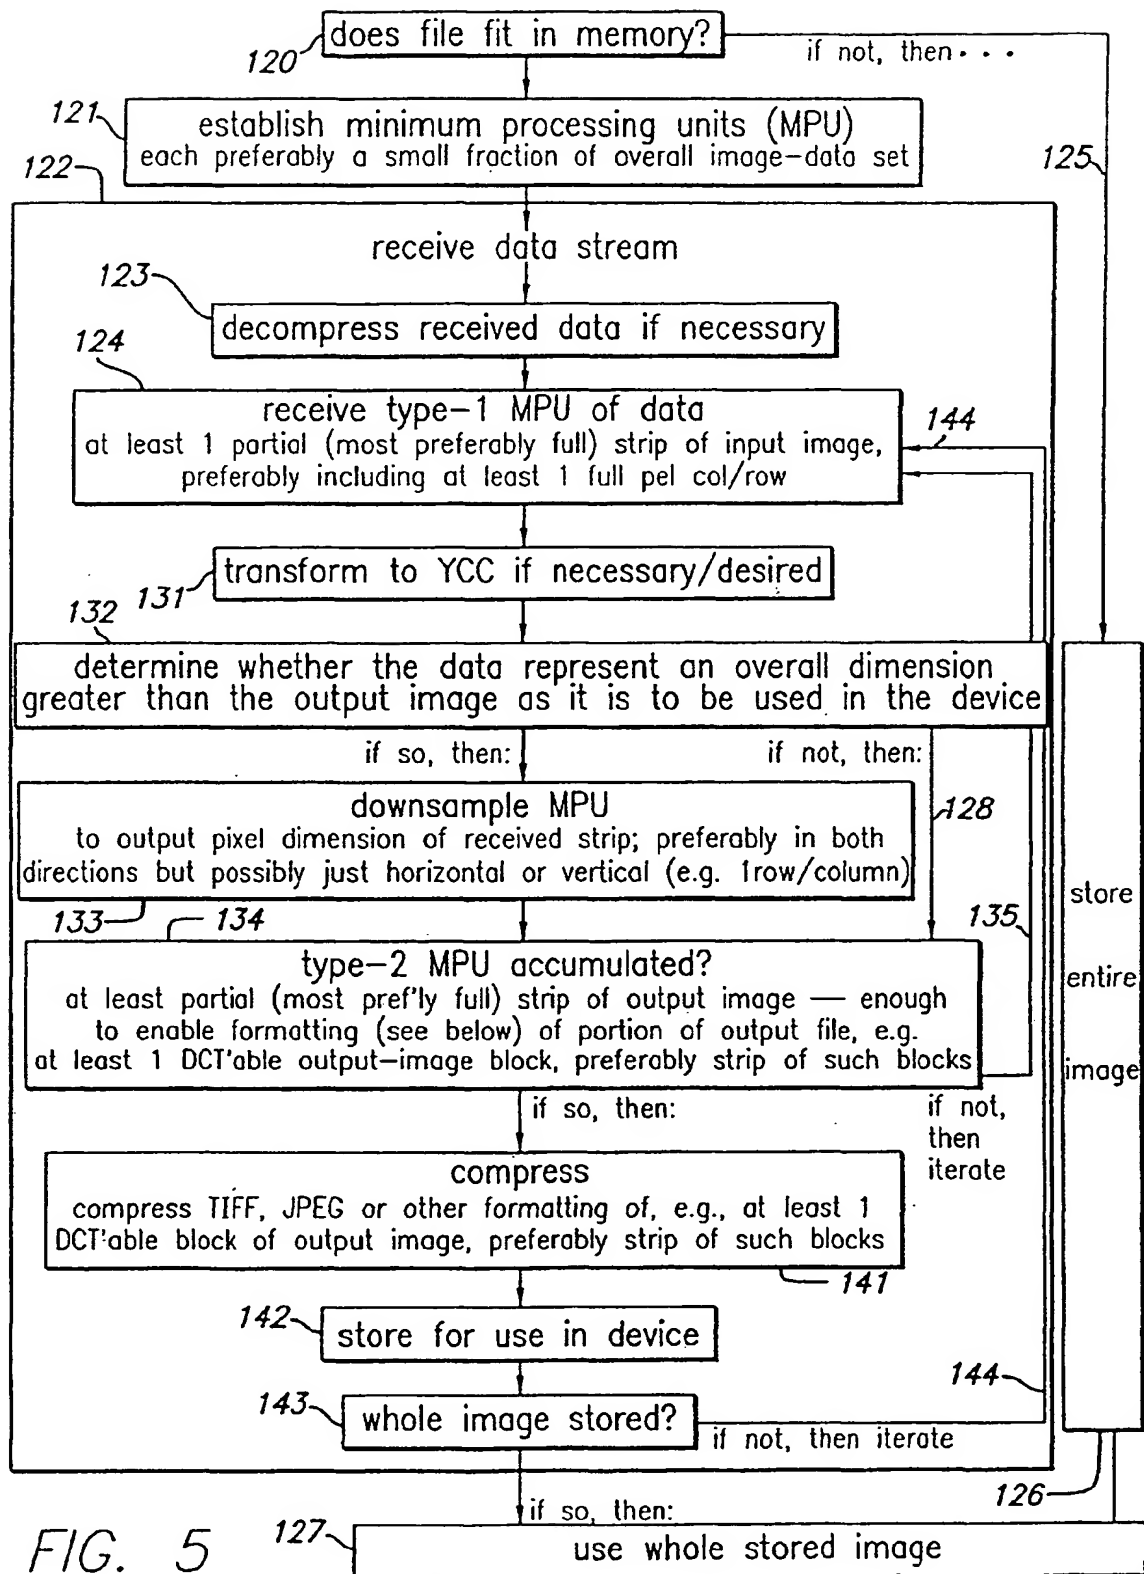 does file fit in memory?
120
if not, then · · ·
121
establish minimum processing units (MPU)
each preferably a small fraction of overall image-data set
122
125
receive data stream
123
decompress received data if necessary
124
receive type-1 MPU of data
at least 1 partial (most preferably full) strip of input image,
preferably including at least 1 full pel col/row
144
transform to YCC if necessary/desired
131
132
determine whether the data represent an overall dimension
greater than the output image as it is to be used in the device
if so, then:
if not, then:
downsample MPU
to output pixel dimension of received strip; preferably in both
directions but possibly just horizontal or vertical (e.g. 1row/column)
128
133
134
135
type-2 MPU accumulated?
at least partial (most pref'ly full) strip of output image — enough
to enable formatting (see below) of portion of output file, e.g.
at least 1 DCT'able output-image block, preferably strip of such blocks
store
entire
image
if so, then:
if not,
then
iterate
compress
compress TIFF, JPEG or other formatting of, e.g., at least 1
DCT'able block of output image, preferably strip of such blocks
141
142
store for use in device
143
whole image stored?
144
if not, then iterate
126
if so, then:
127
use whole stored image
FIG. 5